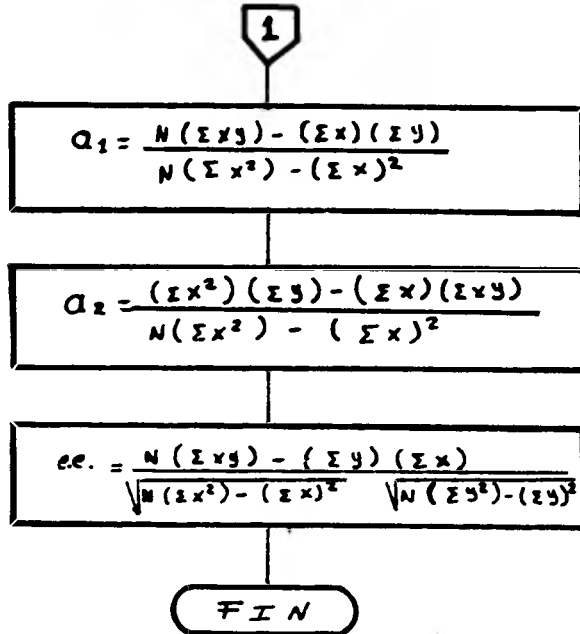 1
a₁ = N(Σxy) - (Σx)(Σy) / N(Σx²) - (Σx)²
a₂ = (Σx²)(Σy) - (Σx)(Σxy) / N(Σx²) - (Σx)²
c.c. = N(Σxy) - (Σy)(Σx) / √N(Σx²) - (Σx)² √N(Σy²) - (Σy)²
FIN